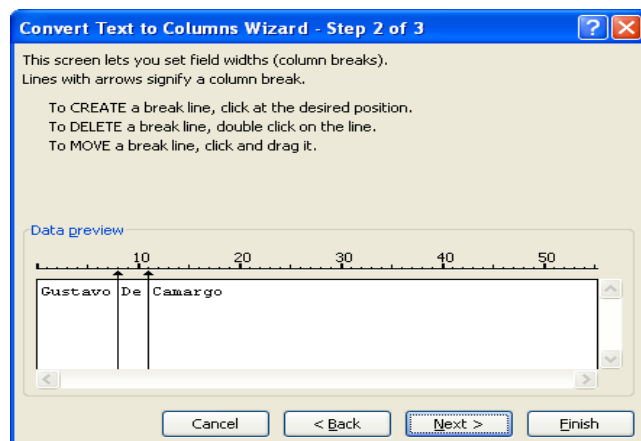 Convert Text to Columns Wizard - Step 2 of 3
This screen lets you set field widths (column breaks).
Lines with arrows signify a column break.
To CREATE a break line, click at the desired position.
To DELETE a break line, double click on the line.
To MOVE a break line, click and drag it.
Data preview
10 20 30 40 50
Gustavo De Camargo
Cancel < Back Next > Finish